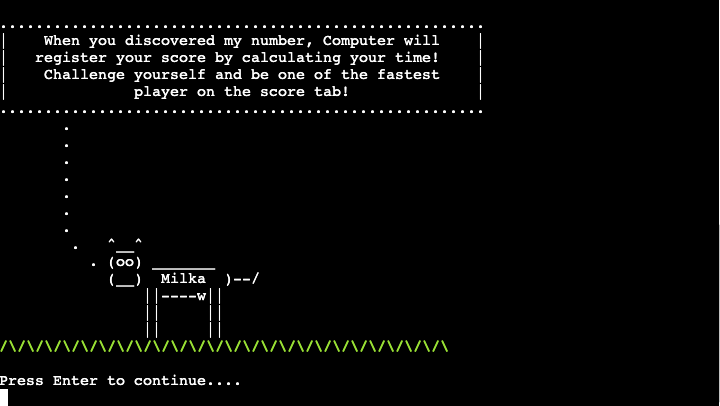 When you discovered my number, Computer will
register your score by calculating your time!
Challenge yourself and be one of the fastest
player on the score tab!
Milka
Press Enter to continue....